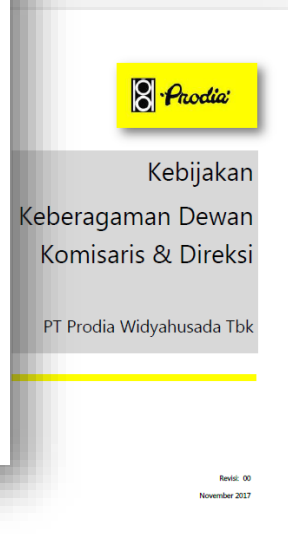 Prodia
Kebijakan
Keberagaman Dewan
Komisaris & Direksi
PT Prodia Widyahusada Tbk
Revisi: 00
November 2017